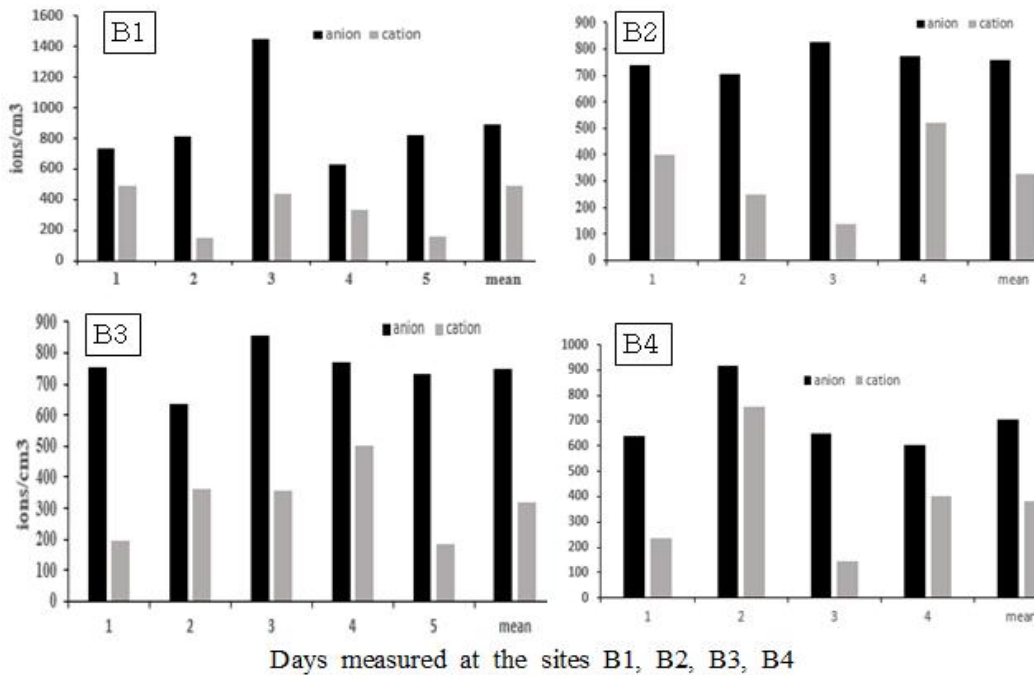 B1
anion cation
1600
1400
1200
1000
800
600
400
200
0
ions/cm3
1 2 3 4 5 mean
B2
anion cation
900
800
700
600
500
400
300
200
100
0
1 2 3 4 mean
B3
anion cation
900
800
700
600
500
400
300
200
100
0
ions/cm3
1 2 3 4 5 mean
B4
anion cation
1000
900
800
700
600
500
400
300
200
100
0
1 2 3 4 mean
Days measured at the sites B1, B2, B3, B4